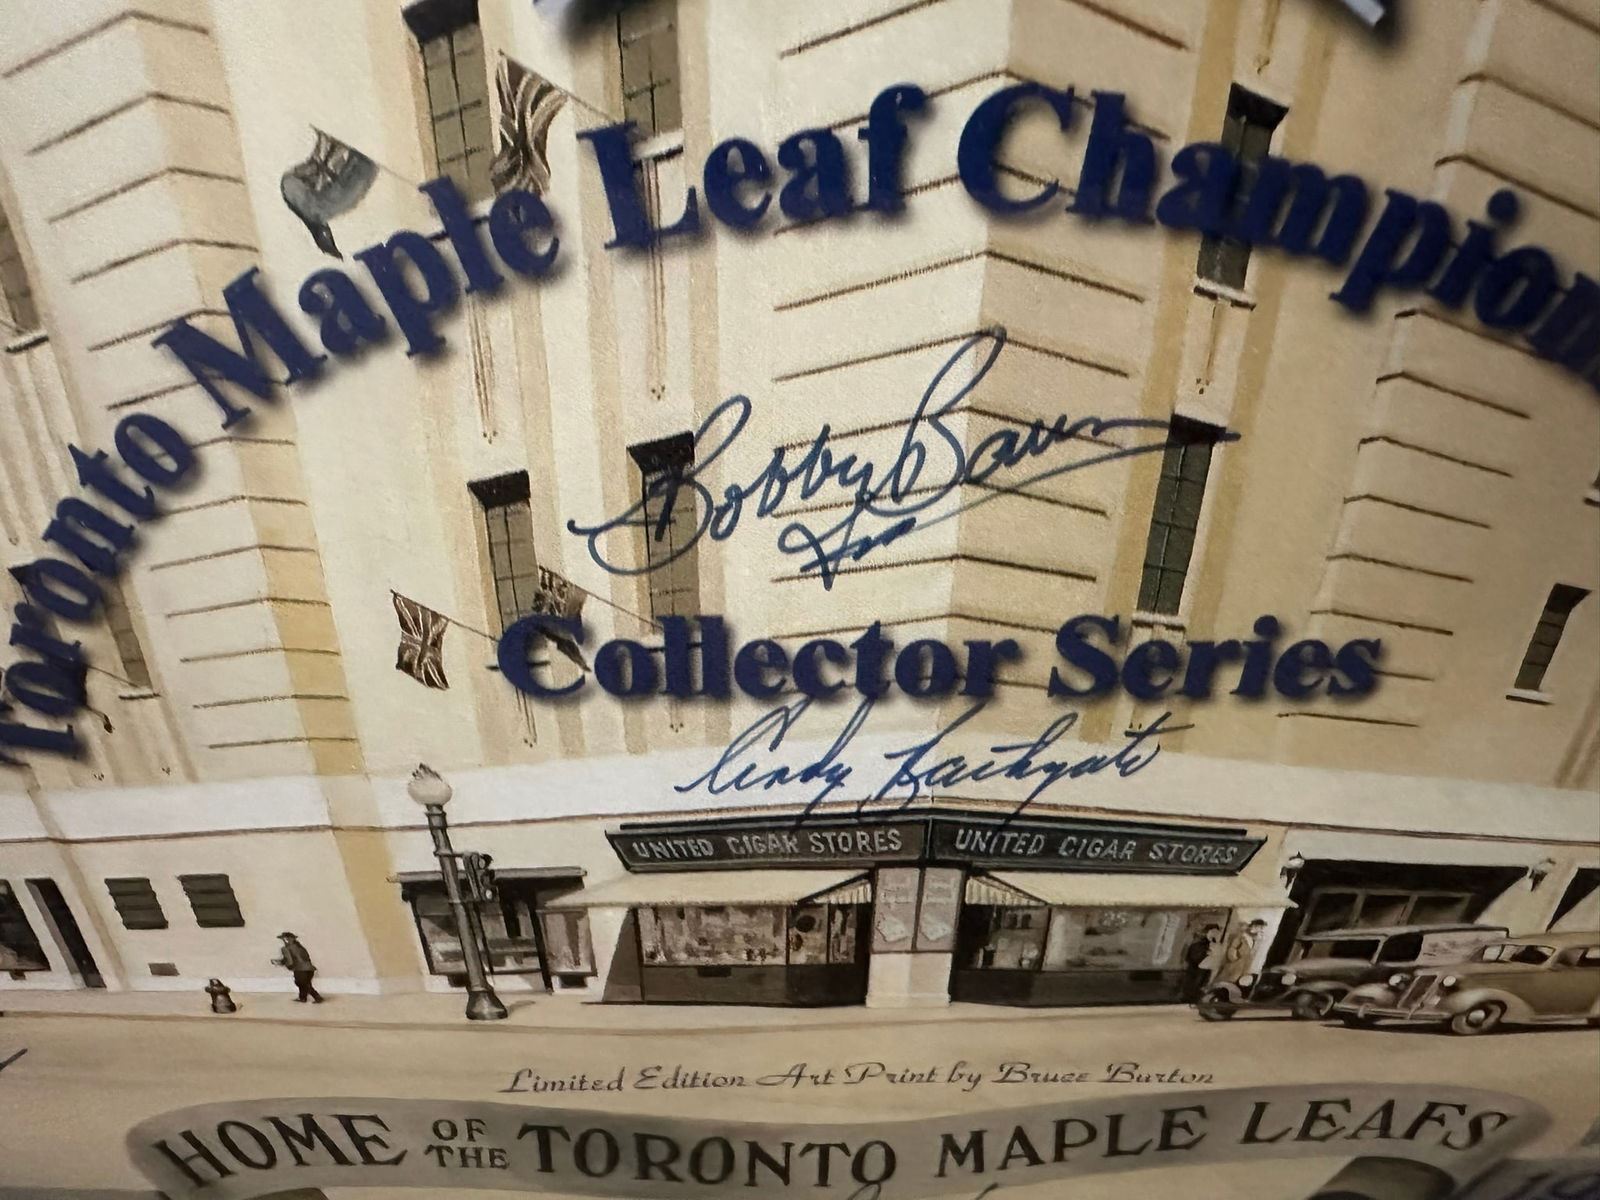 Toronto Maple Leaf Champion
Bobby Baun
Collector Series
UNITED CIGAR STORES UNITED CIGAR STORES
Limited Edition Art Print by Bruce Burton
HOME OF THE TORONTO MAPLE LEAFS